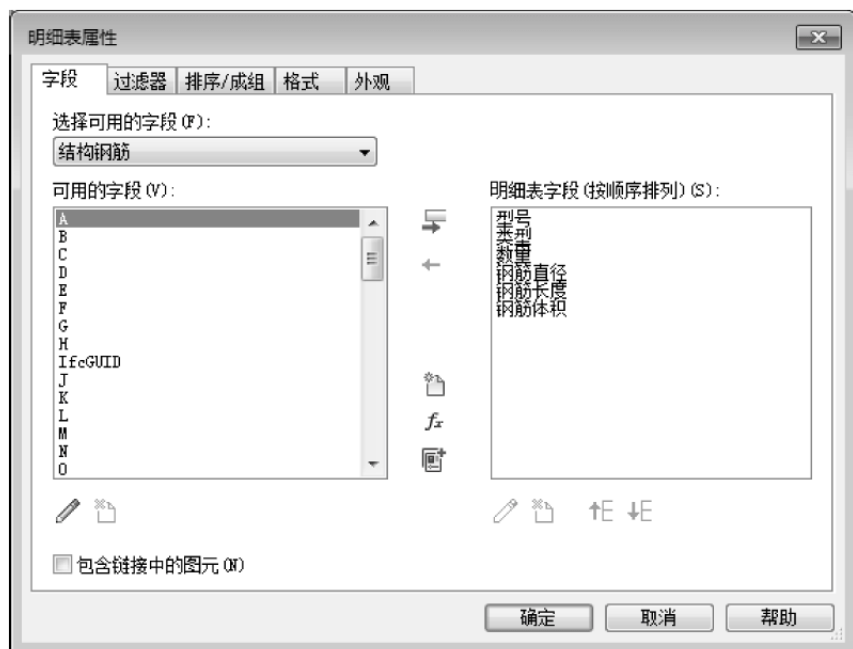 明细表属性
字段 过滤器 排序/成组 格式 外观
选择可用的字段(F):
结构钢筋
可用的字段(V):
A
B
C
D
E
F
G
H
IfcGUID
J
K
L
M
N
O
fx
明细表字段(按顺序排列)(S):
型号
类型
数量
钢筋直径
钢筋长度
钢筋体积
包含链接中的图元(N)
确定 取消 帮助